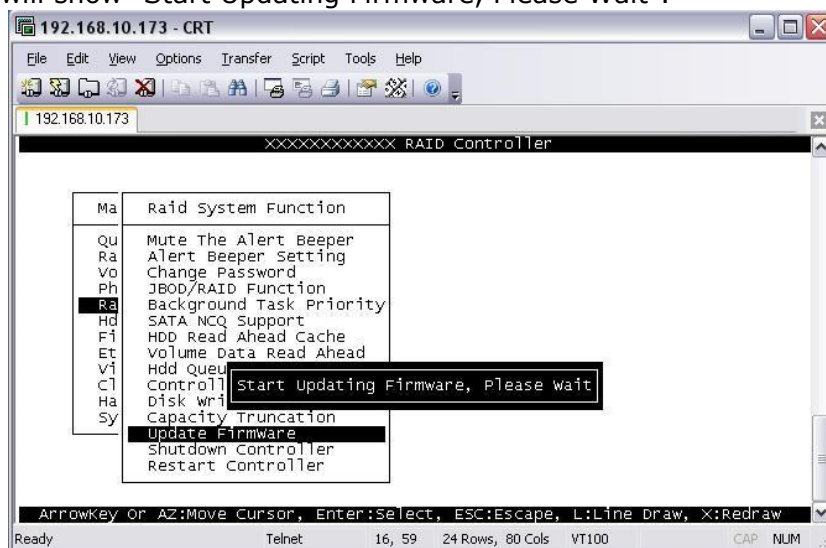 will show "Start Updating Firmware, Please Wait".
192.168.10.173 - CRT
File Edit View Options Transfer Script Tools Help
192.168.10.173
XXXXXXXXXXXX RAID Controller
Ma
Raid System Function
Qu
Mute The Alert Beeper
Ra
Alert Beeper Setting
Vo
Change Password
Ph
JBOD/RAID Function
Ra
Background Task Priority
Hd
SATA NCQ Support
Fi
HDD Read Ahead Cache
Et
Volume Data Read Ahead
Vi
Hdd Queu
Cl
Controll
Start Updating Firmware, Please Wait
Ha
Disk Wri
Sy
Capacity Truncation
Update FirmWare
Shutdown Controller
Restart Controller
ArrowKey Or AZ:Move Cursor, Enter:Select, ESC:Escape, L:Line Draw, X:Redraw
Ready Telnet 16, 59 24 Rows, 80 Cols VT100 CAP NUM